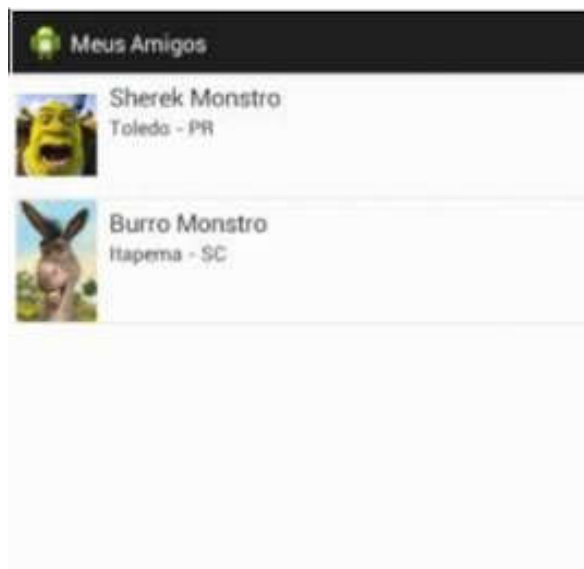 Meus Amigos
Sherek Monstro
Toledo - PR
Burro Monstro
Itapema - SC